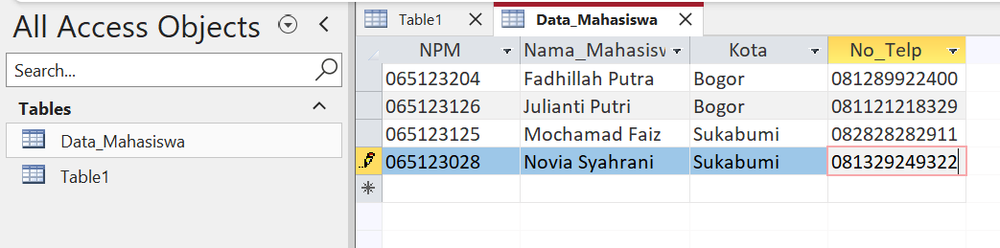 All Access Objects
Search...
Tables
Data_Mahasiswa
Table1
Table1 Data_Mahasiswa
NPM Nama_Mahasisw Kota No_Telp
065123204 Fadhillah Putra Bogor 081289922400
065123126 Julianti Putri Bogor 081121218329
065123125 Mochamad Faiz Sukabumi 082828282911
065123028 Novia Syahrani Sukabumi 081329249322